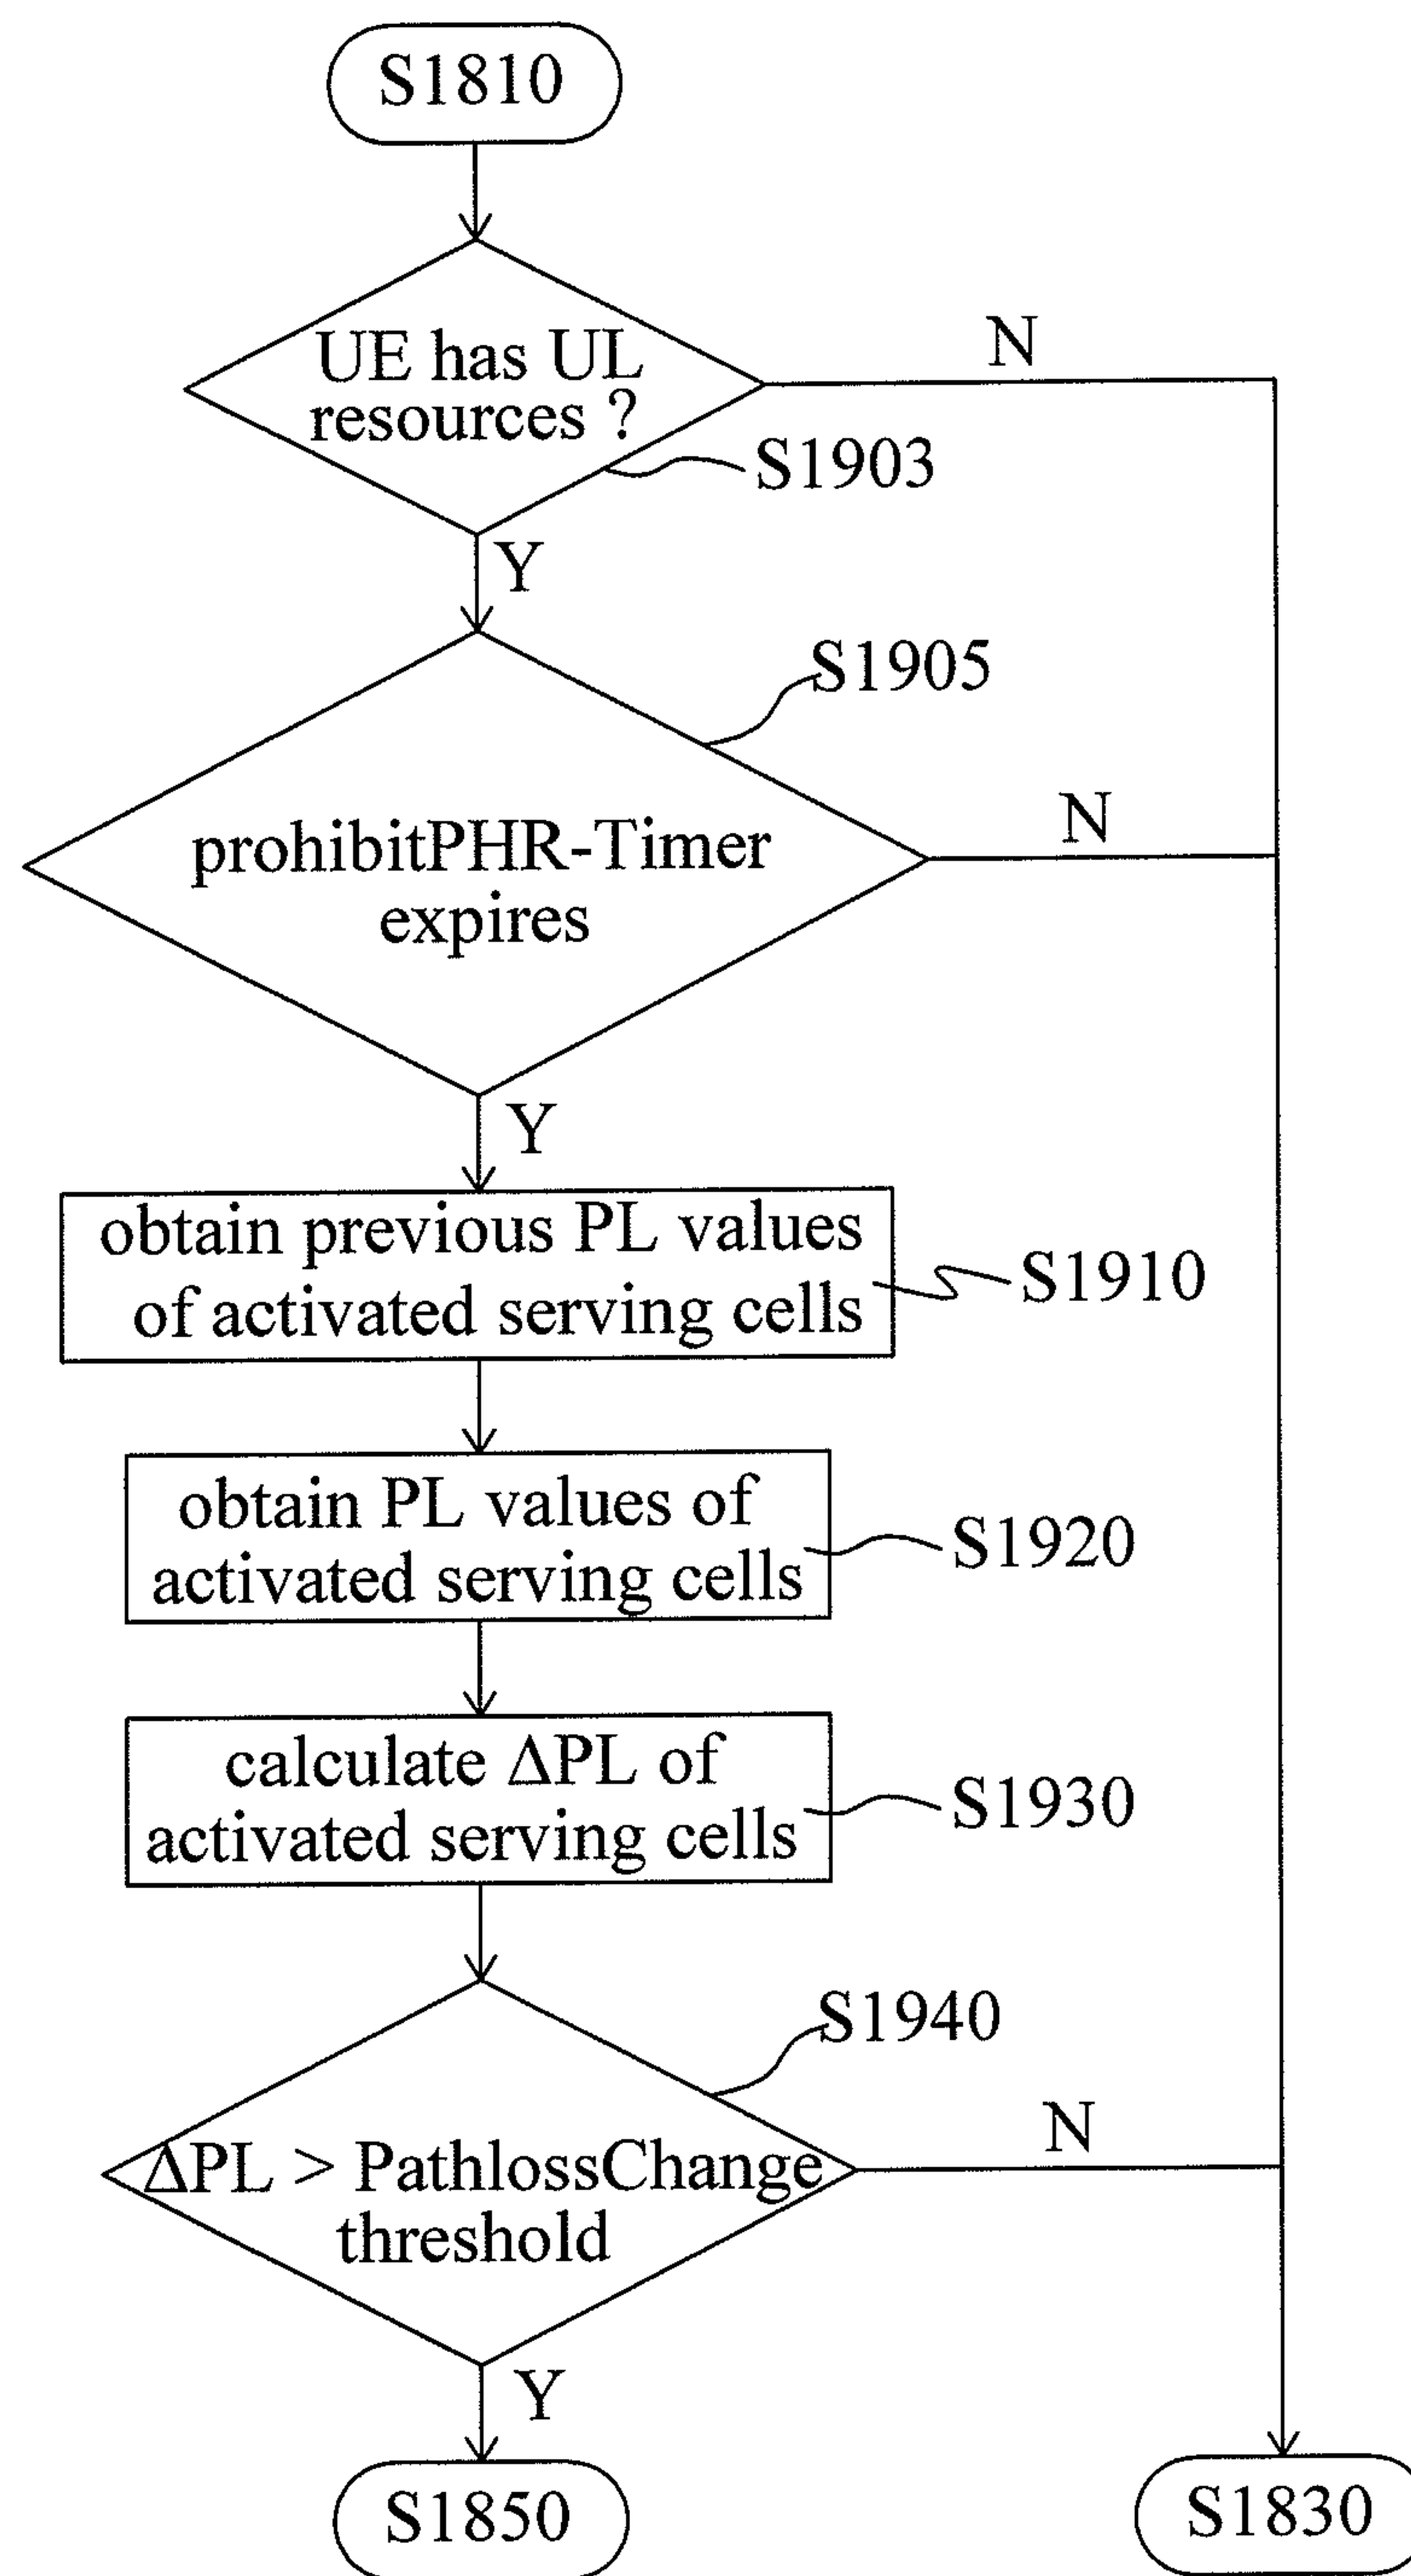 S1810
UE has UL
resources ?
N
S1903
Y
S1905
prohibitPHR-Timer
expires
N
Y
obtain previous PL values
of activated serving cells
S1910
obtain PL values of
activated serving cells
S1920
calculate ΔPL of
activated serving cells
S1930
S1940
ΔPL > PathlossChange
threshold
N
Y
S1850
S1830